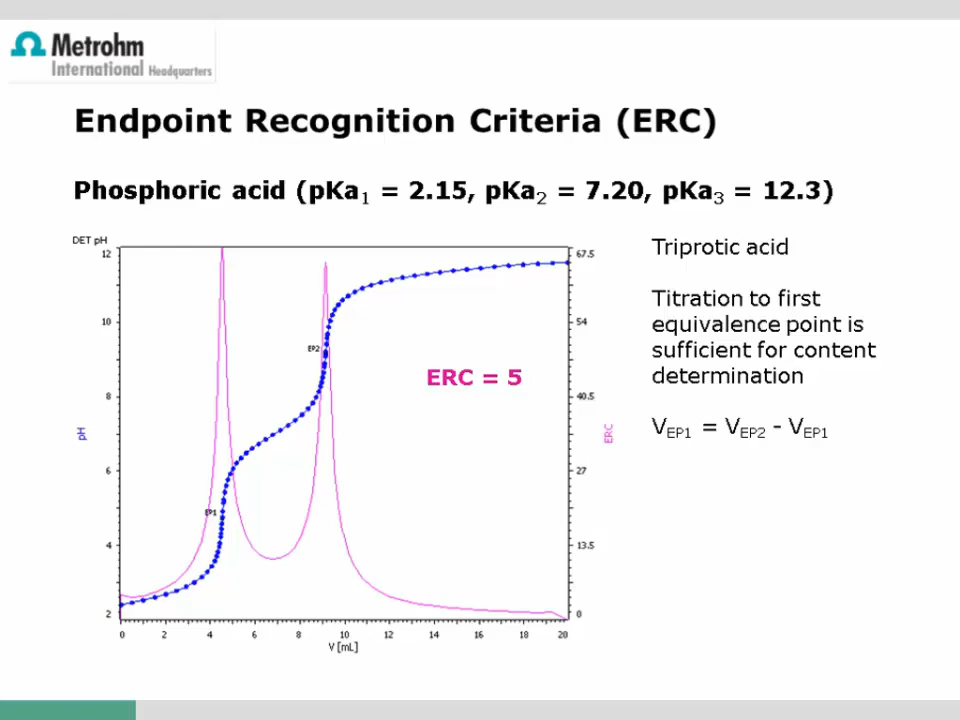 Metrohm
International Headquarters
Endpoint Recognition Criteria (ERC)
Phosphoric acid (pKa₁ = 2.15, pKa₂ = 7.20, pKa₃ = 12.3)
DET pH
12
10
8
6
4
2
pH
0
2
4
6
8
10
12
14
16
18
20
V [mL]
67.5
54
40.5
27
13.5
0
ERC
EP1
EP2
ERC = 5
Triprotic acid
Titration to first
equivalence point is
sufficient for content
determination
V_EP1 = V_EP2 - V_EP1